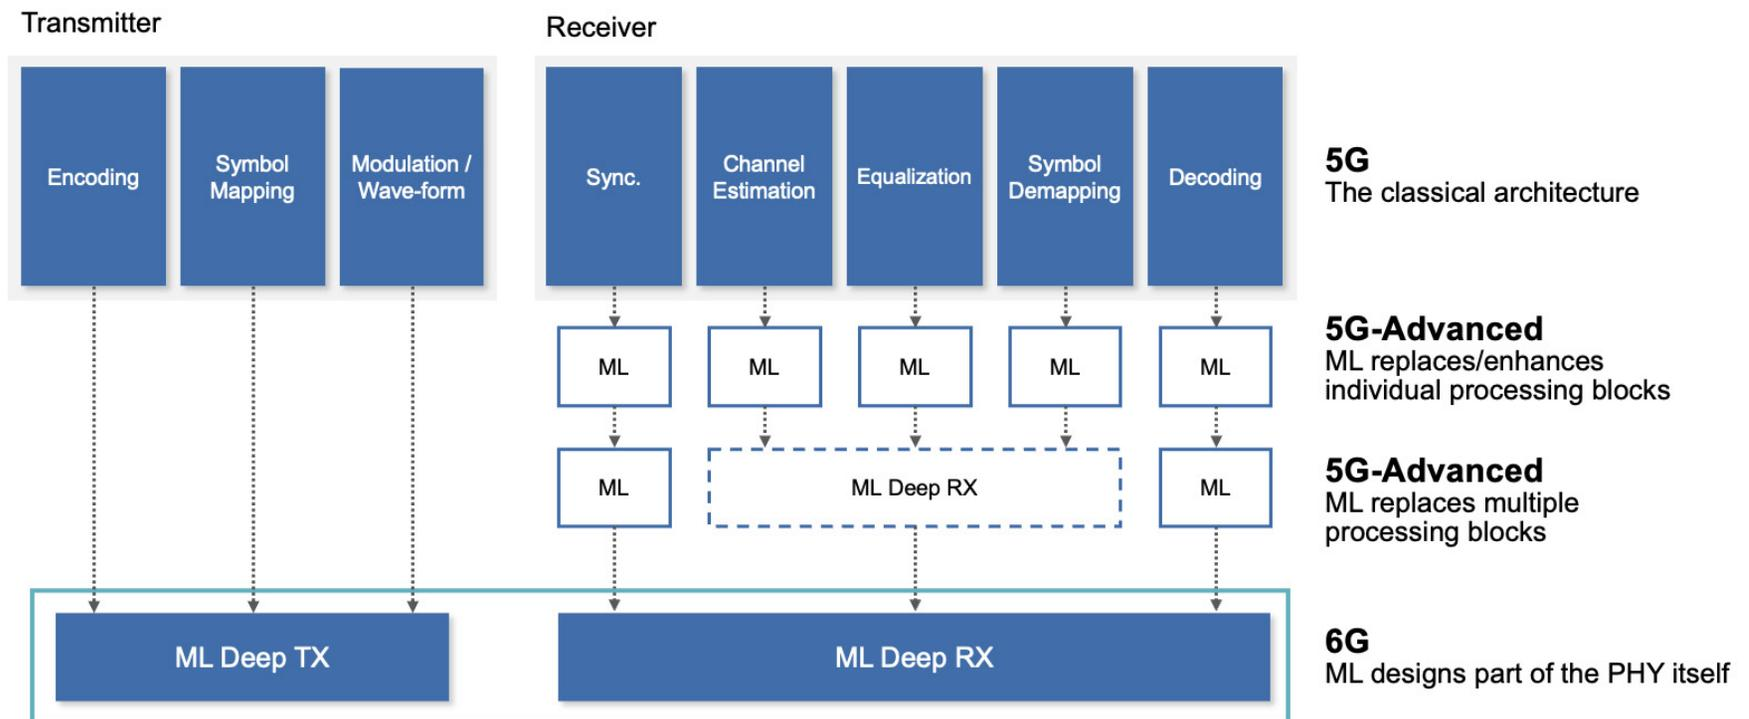 Transmitter
Receiver
Encoding
Symbol
Mapping
Modulation /
Wave-form
Sync.
Channel
Estimation
Equalization
Symbol
Demapping
Decoding
5G
The classical architecture
ML
ML
ML
ML
ML
5G-Advanced
ML replaces/enhances
individual processing blocks
ML
ML Deep RX
ML
5G-Advanced
ML replaces multiple
processing blocks
ML Deep TX
ML Deep RX
6G
ML designs part of the PHY itself